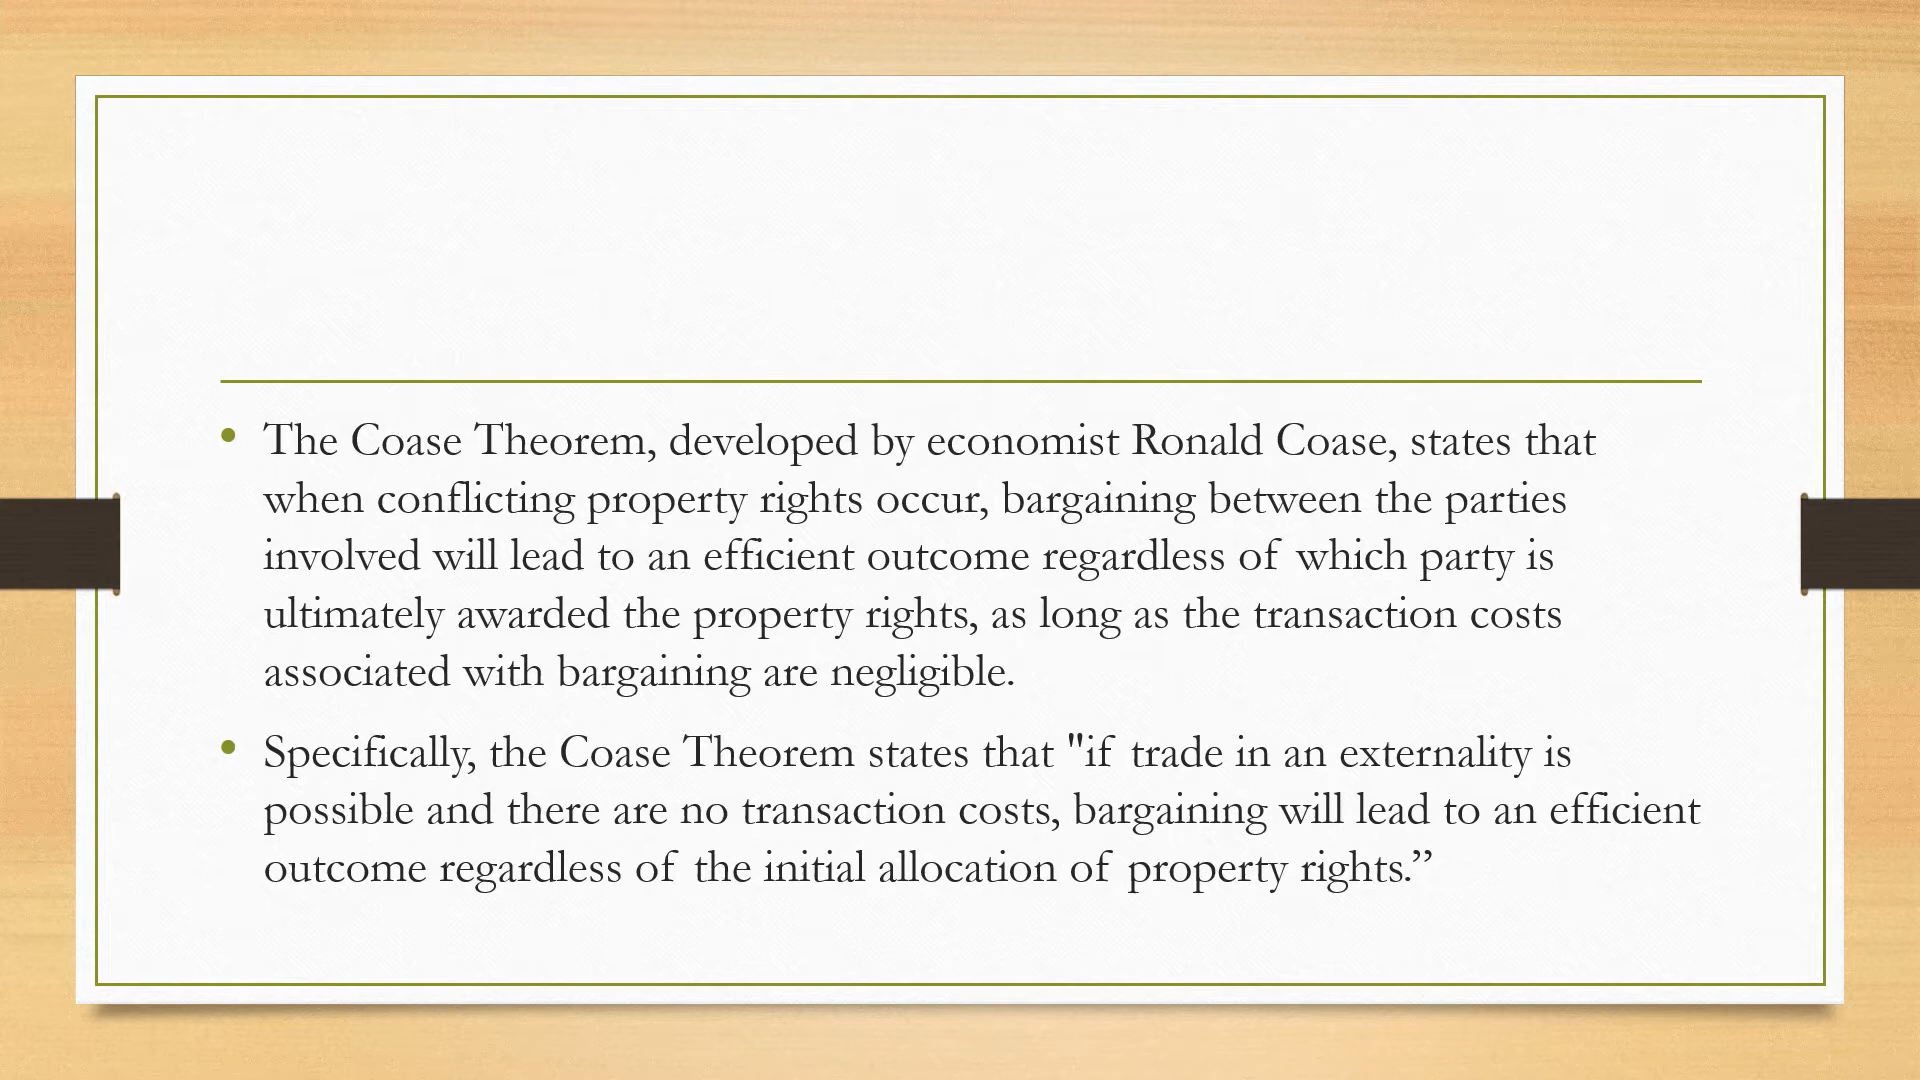 • The Coase Theorem, developed by economist Ronald Coase, states that
when conflicting property rights occur, bargaining between the parties
involved will lead to an efficient outcome regardless of which party is
ultimately awarded the property rights, as long as the transaction costs
associated with bargaining are negligible.
• Specifically, the Coase Theorem states that "if trade in an externality is
possible and there are no transaction costs, bargaining will lead to an efficient
outcome regardless of the initial allocation of property rights.”